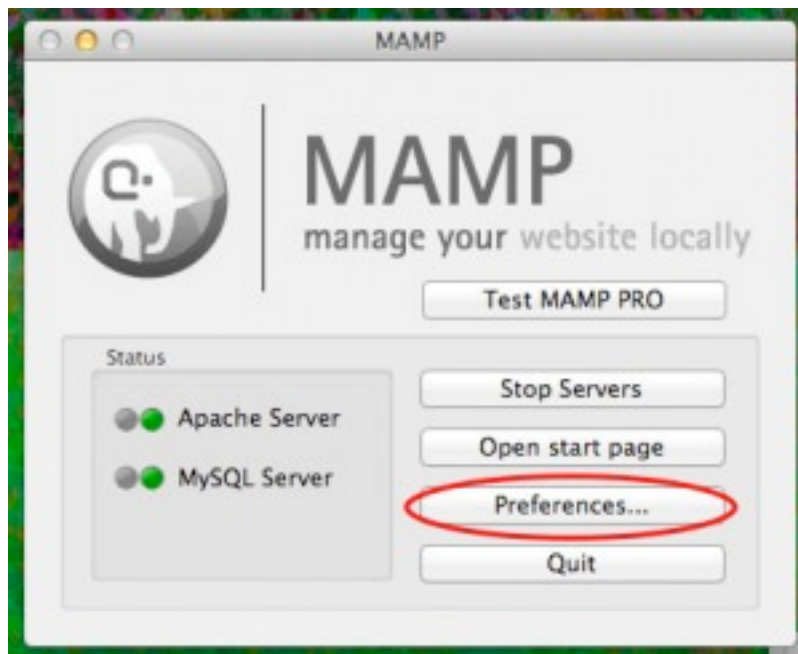 MAMP
MAMP
manage your website locally
Test MAMP PRO
Status
Apache Server
MySQL Server
Stop Servers
Open start page
Preferences...
Quit